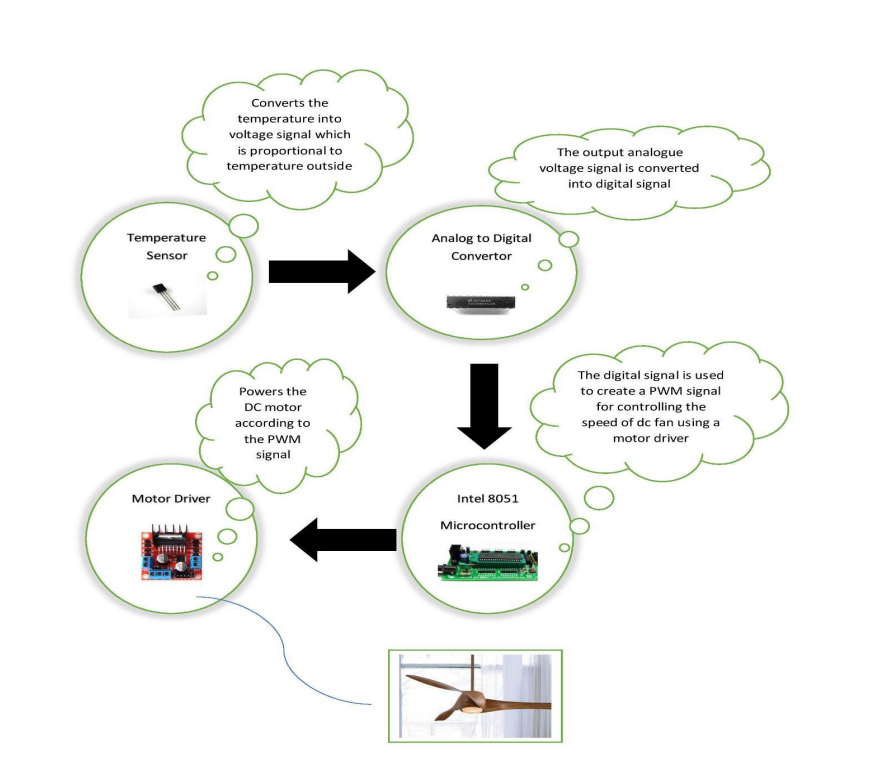 Converts the
temperature into
voltage signal which
is proportional to
temperature outside
The output analogue
voltage signal is converted
into digital signal
Temperature
Sensor
Analog to Digital
Convertor
Powers the
DC motor
according to
the PWM
signal
The digital signal is used
to create a PWM signal
for controlling the
speed of dc fan using a
motor driver
Motor Driver
Intel 8051
Microcontroller